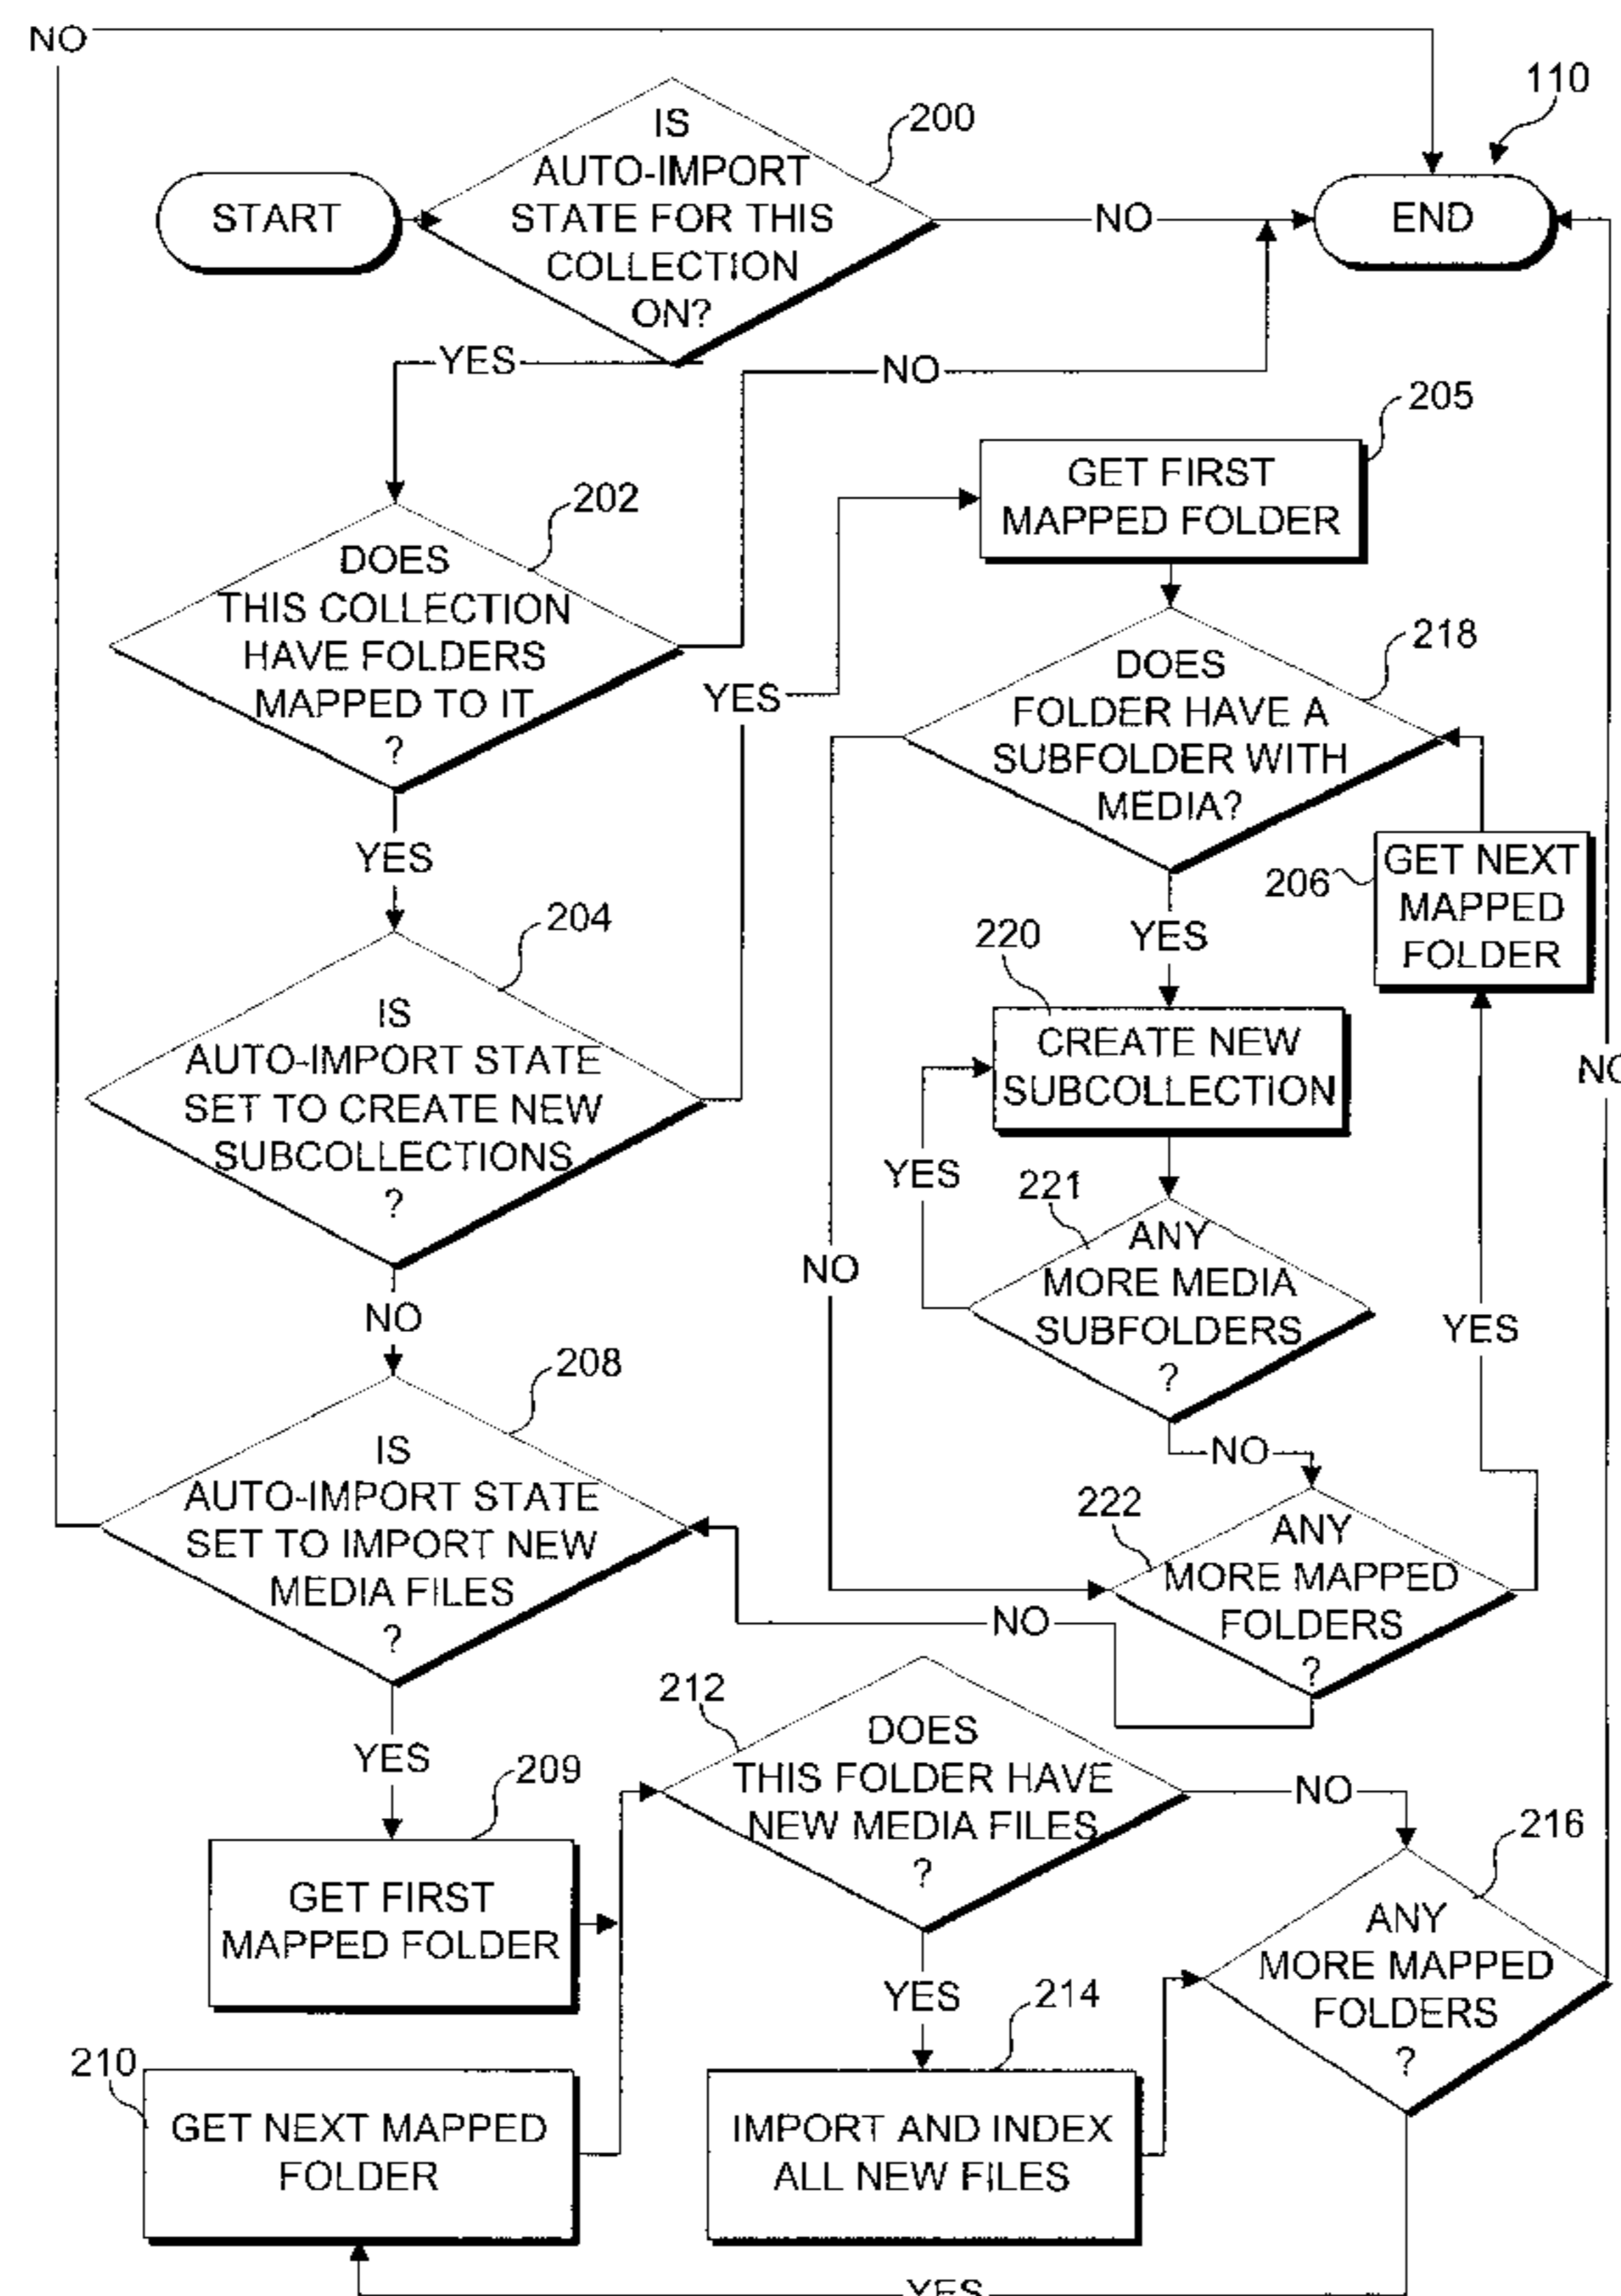 NO
110
IS
AUTO-IMPORT
STATE FOR THIS
COLLECTION
ON?
200
START
NO
END
YES
NO
205
GET FIRST
MAPPED FOLDER
202
DOES
THIS COLLECTION
HAVE FOLDERS
MAPPED TO IT
?
218
DOES
FOLDER HAVE A
SUBFOLDER WITH
MEDIA?
YES
YES
206
GET NEXT
MAPPED
FOLDER
204
220
YES
IS
AUTO-IMPORT STATE
SET TO CREATE NEW
SUBCOLLECTIONS
?
CREATE NEW
SUBCOLLECTION
NO
YES
221
ANY
MORE MEDIA
SUBFOLDERS
?
NO
NO
YES
208
IS
AUTO-IMPORT STATE
SET TO IMPORT NEW
MEDIA FILES
?
NO
222
ANY
MORE MAPPED
FOLDERS
?
NO
212
DOES
THIS FOLDER HAVE
NEW MEDIA FILES
?
YES
209
NO
216
GET FIRST
MAPPED FOLDER
ANY
MORE MAPPED
FOLDERS
?
YES
214
210
GET NEXT MAPPED
FOLDER
IMPORT AND INDEX
ALL NEW FILES
YES